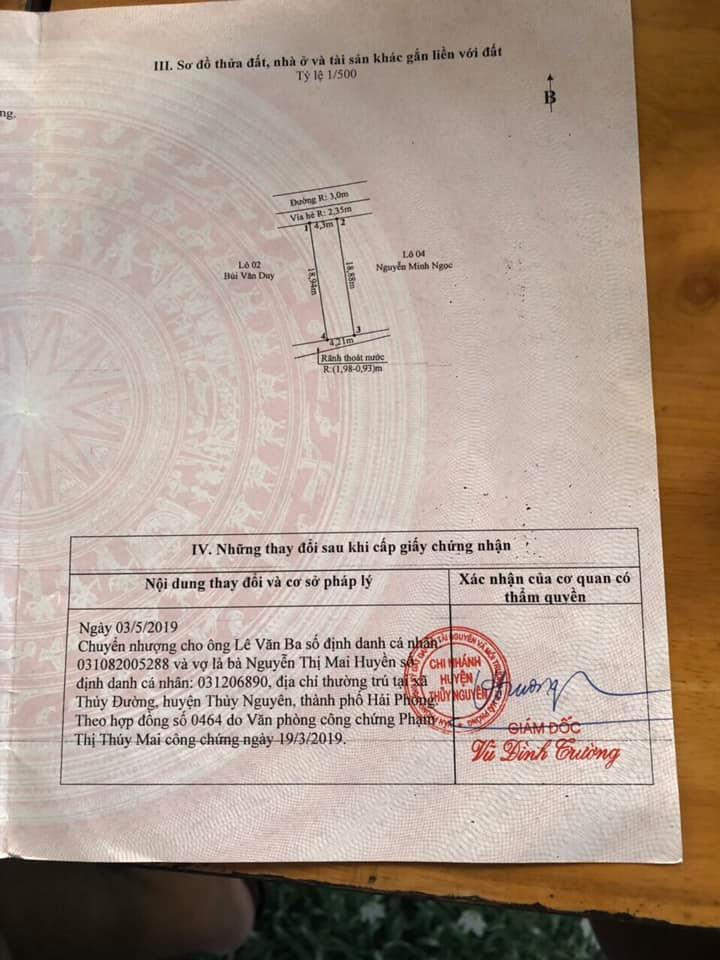 III. Sơ đồ thửa đất, nhà ở và tài sản khác gắn liền với đất
Tỷ lệ 1/500
ng.
B
Đường R: 3,0m
Vỉa hè R: 2,35m
1 4,3m 2
Lô 02
Bùi Văn Duy
Lô 04
Nguyễn Minh Ngọc
18,94m
18,88m
4 4,21m 3
Rãnh thoát nước
R:(1,98-0,93)m
IV. Những thay đổi sau khi cấp giấy chứng nhận
Nội dung thay đổi và cơ sở pháp lý
Xác nhận của cơ quan có
thẩm quyền
Ngày 03/5/2019
Chuyển nhượng cho ông Lê Văn Ba số định danh cá nhân:
031082005288 và vợ là bà Nguyễn Thị Mai Huyền số
định danh cá nhân: 031206890, địa chỉ thường trú tại xã
Thủy Đường, huyện Thủy Nguyên, thành phố Hải Phòng.
Theo hợp đồng số 0464 do Văn phòng công chứng Phạm
Thị Thúy Mai công chứng ngày 19/3/2019.
CHI NHÁNH
HUYỆN
THỦY NGUYÊN
GIÁM ĐỐC
Vũ Đình Trường